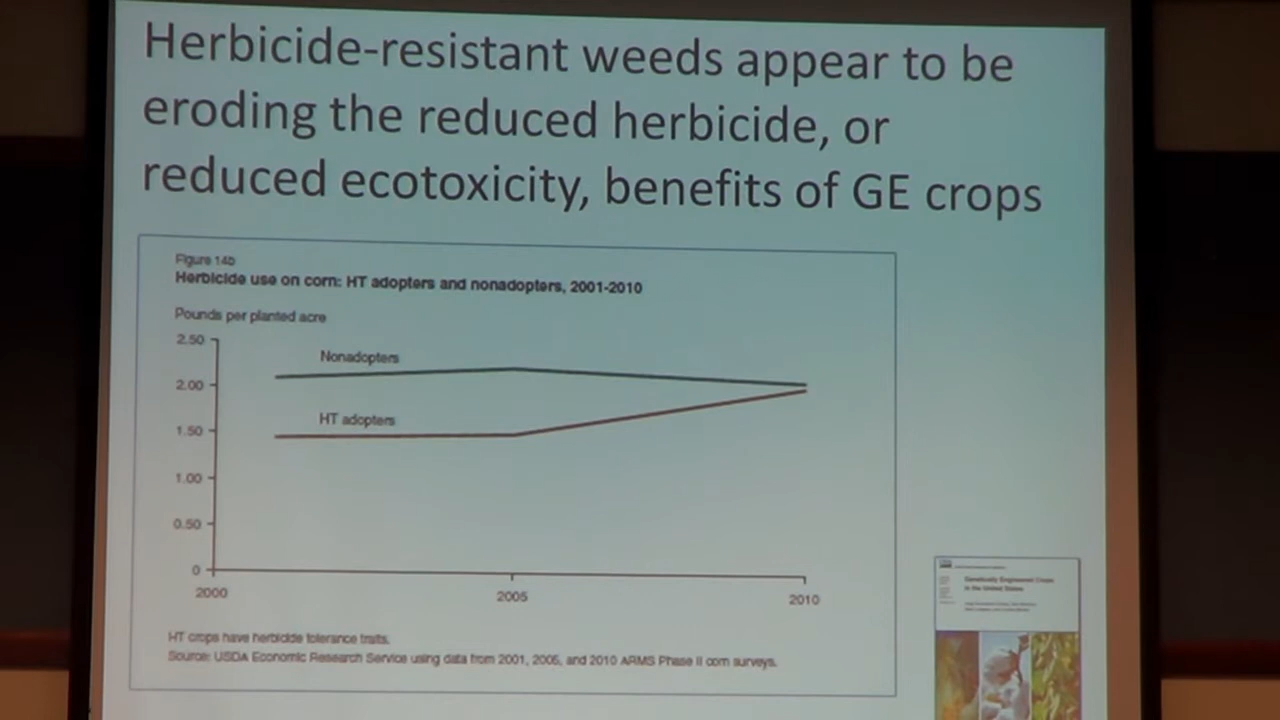 Herbicide-resistant weeds appear to be
eroding the reduced herbicide, or
reduced ecotoxicity, benefits of GE crops
Figure 14b
Herbicide use on corn: HT adopters and nonadopters, 2001-2010
Pounds per planted acre
2.50
Nonadopters
2.00
HT adopters
1.50
1.00
0.50
0
2000
2005
2010
HT crops have herbicide tolerance traits.
Source: USDA Economic Research Service using data from 2001, 2005, and 2010 ARMS Phase II corn surveys.
Genetically Engineered Crops
in the United States